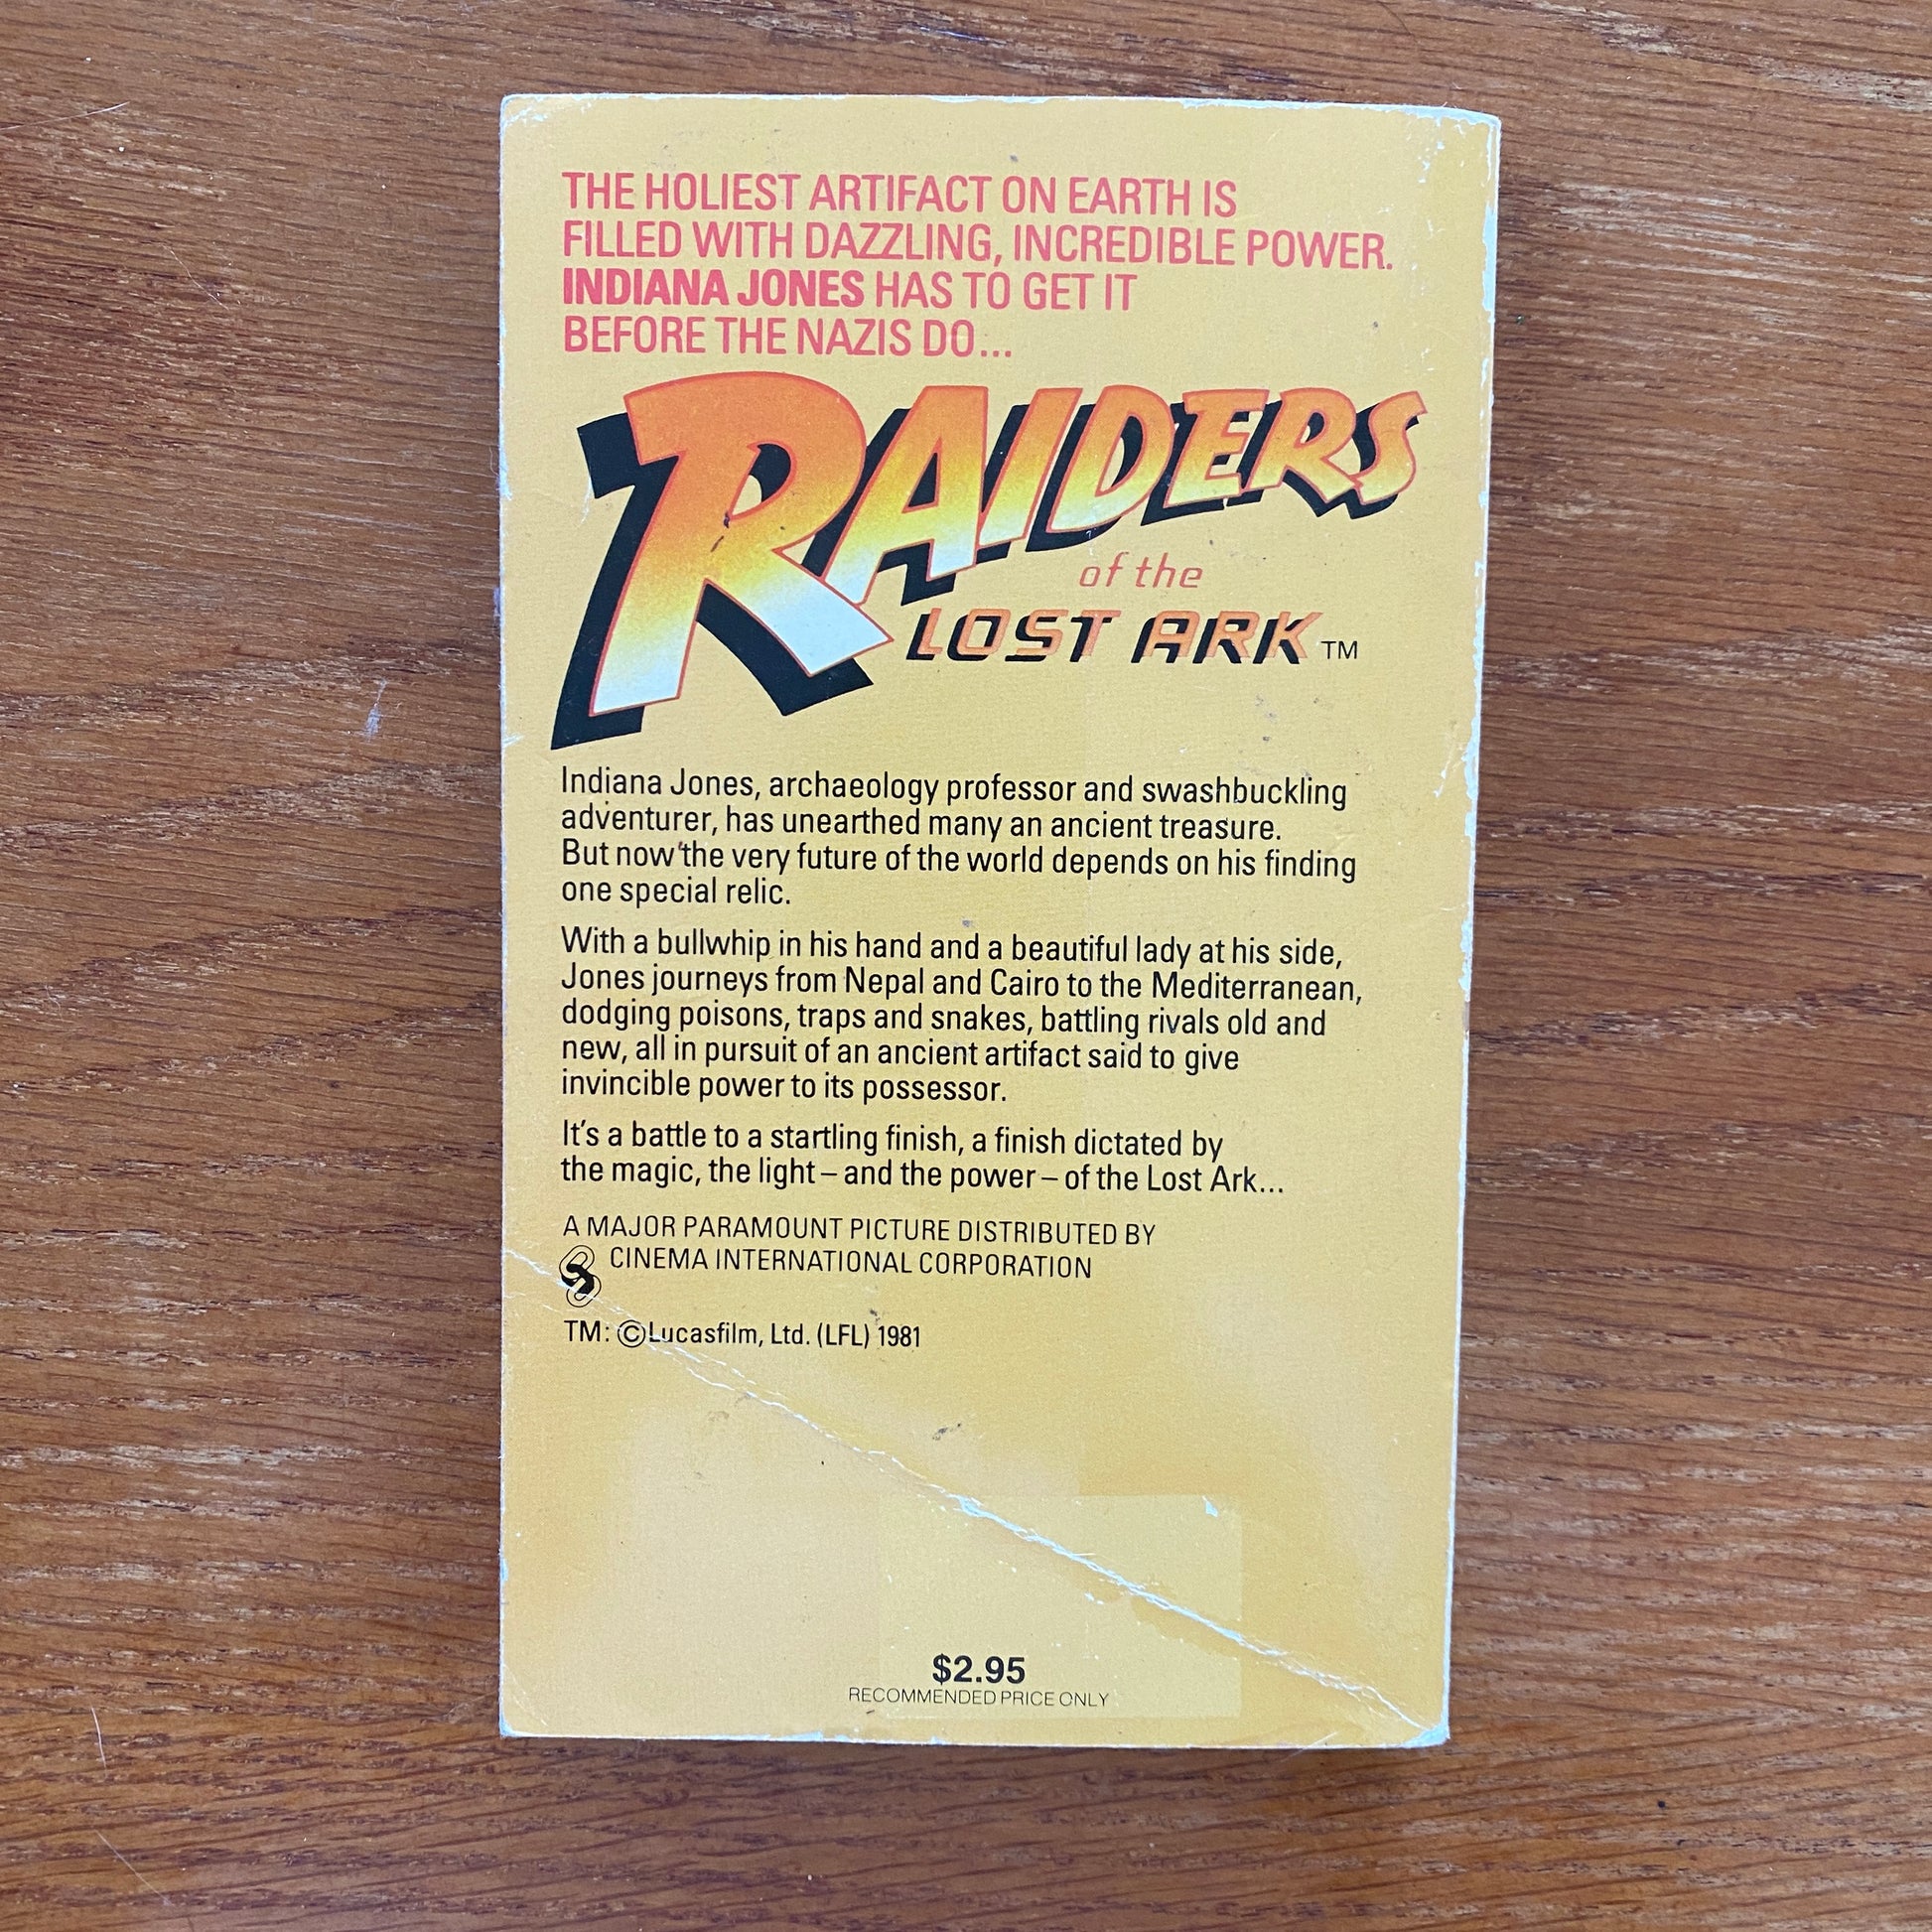 THE HOLIEST ARTIFACT ON EARTH IS
FILLED WITH DAZZLING, INCREDIBLE POWER.
INDIANA JONES HAS TO GET IT
BEFORE THE NAZIS DO...
RAIDERS
of the
LOST ARK TM
Indiana Jones, archaeology professor and swashbuckling
adventurer, has unearthed many an ancient treasure.
But now the very future of the world depends on his finding
one special relic.
With a bullwhip in his hand and a beautiful lady at his side,
Jones journeys from Nepal and Cairo to the Mediterranean,
dodging poisons, traps and snakes, battling rivals old and
new, all in pursuit of an ancient artifact said to give
invincible power to its possessor.
It's a battle to a startling finish, a finish dictated by
the magic, the light – and the power – of the Lost Ark...
A MAJOR PARAMOUNT PICTURE DISTRIBUTED BY
CINEMA INTERNATIONAL CORPORATION
TM: ©Lucasfilm, Ltd. (LFL) 1981
$2.95
RECOMMENDED PRICE ONLY